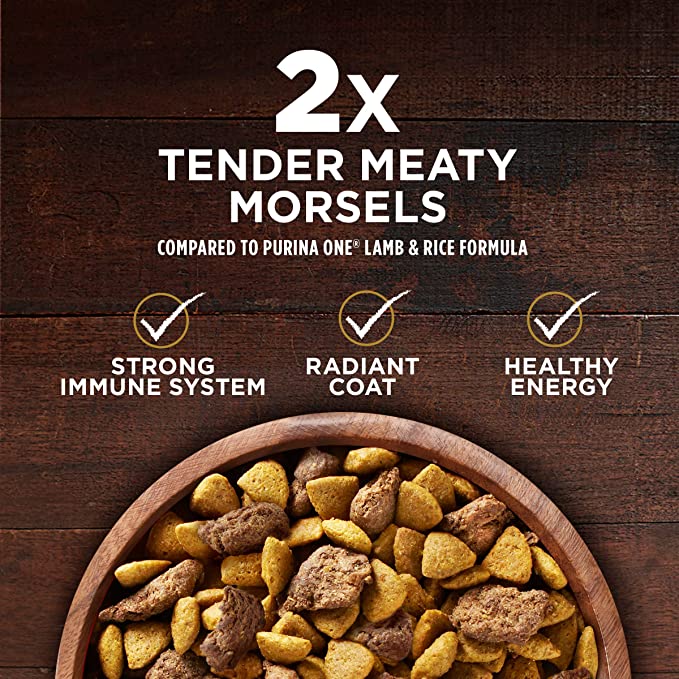 2X
TENDER MEATY
MORSELS
COMPARED TO PURINA ONE® LAMB & RICE FORMULA
STRONG
IMMUNE SYSTEM
RADIANT
COAT
HEALTHY
ENERGY